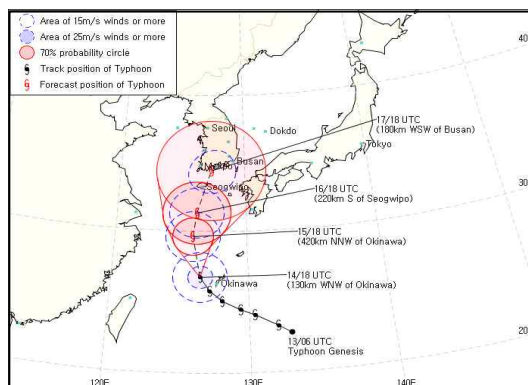 Area of 15m/s winds or more
Area of 25m/s winds or more
70% probability circle
Track position of Typhoon
Forecast position of Typhoon
40
17/18 UTC
(180km WSW of Busan)
Seoul
Dokdo
Tokyo
Busan
Seogwipo
16/18 UTC
(220km S of Seogwipo)
30
15/18 UTC
(420km NNW of Okinawa)
14/18 UTC
(130km WNW of Okinawa)
Okinawa
13/06 UTC
Typhoon Genesis
20
120E
130E
140E